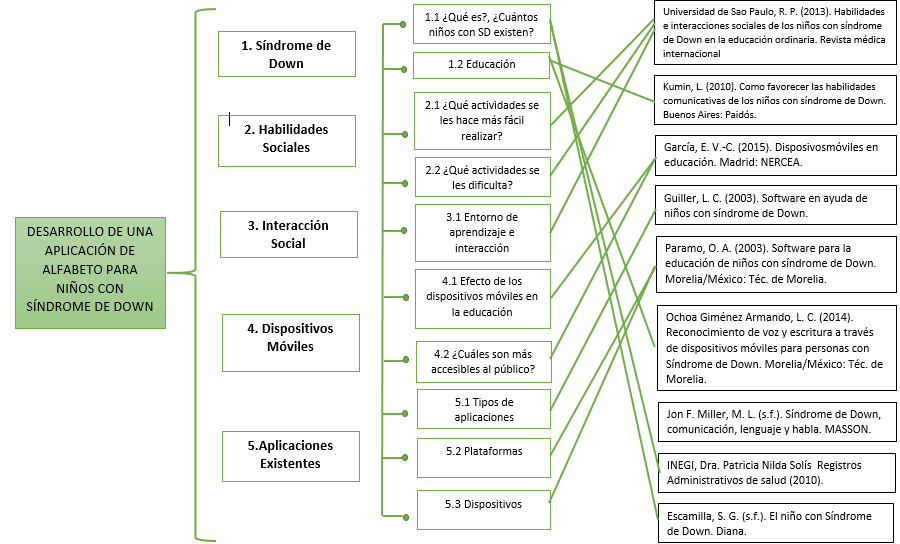 DESARROLLO DE UNA
APLICACIÓN DE
ALFABETO PARA
NIÑOS CON
SÍNDROME DE DOWN
1. Síndrome de
Down
2. Habilidades
Sociales
3. Interacción
Social
4. Dispositivos
Móviles
5.Aplicaciones
Existentes
1.1 ¿Qué es?, ¿Cuántos
niños con SD existen?
1.2 Educación
2.1 ¿Qué actividades se
les hace más fácil
realizar?
2.2 ¿Qué actividades se
les dificulta?
3.1 Entorno de
aprendizaje e
interacción
4.1 Efecto de los
dispositivos móviles en
la educación
4.2 ¿Cuáles son más
accesibles al público?
5.1 Tipos de
aplicaciones
5.2 Plataformas
5.3 Dispositivos
Universidad de Sao Paulo, R. P. (2013). Habilidades
e interacciones sociales de los niños con síndrome
de Down en la educación ordinaria. Revista médica
internacional
Kumin, L. (2010). Como favorecer las habilidades
comunicativas de los niños con síndrome de Down.
Buenos Aires: Paidós.
García, E. V.-C. (2015). Disposivosmóviles en
educación. Madrid: NERCEA.
Guiller, L. C. (2003). Software en ayuda de
niños con síndrome de Down.
Paramo, O. A. (2003). Software para la
educación de niños con síndrome de Down.
Morelia/México: Téc. de Morelia.
Ochoa Giménez Armando, L. C. (2014).
Reconocimiento de voz y escritura a través
de dispositivos móviles para personas con
Síndrome de Down. Morelia/México: Téc. de
Morelia.
Jon F. Miller, M. L. (s.f.). Síndrome de Down,
comunicación, lenguaje y habla. MASSON.
INEGI, Dra. Patricia Nilda Solís Registros
Administrativos de salud (2010).
Escamilla, S. G. (s.f.). El niño con Síndrome
de Down. Diana.